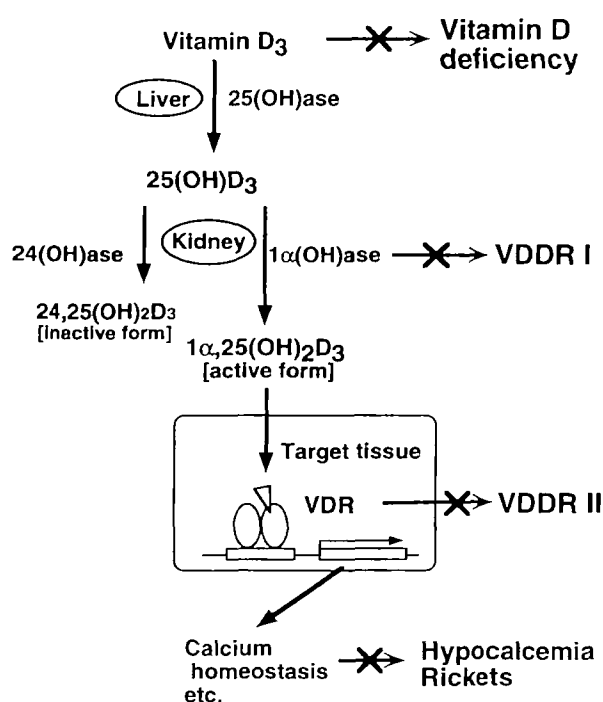 Vitamin D3
Vitamin D
deficiency
Liver
25(OH)ase
25(OH)D3
24(OH)ase
Kidney
1α(OH)ase
VDDR I
24,25(OH)2D3
[inactive form]
1α,25(OH)2D3
[active form]
Target tissue
VDR
VDDR II
Calcium
homeostasis
etc.
Hypocalcemia
Rickets